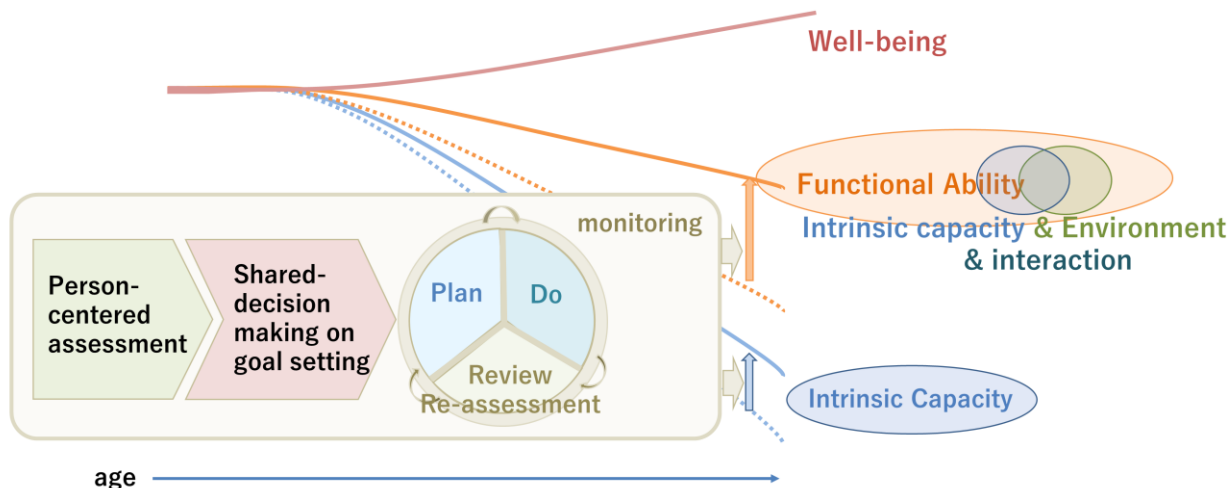 Well-being
Functional Ability
Intrinsic capacity & Environment
& interaction
monitoring
Person-
centered
assessment
Shared-
decision
making on
goal setting
Plan
Do
Review
Re-assessment
Intrinsic Capacity
age